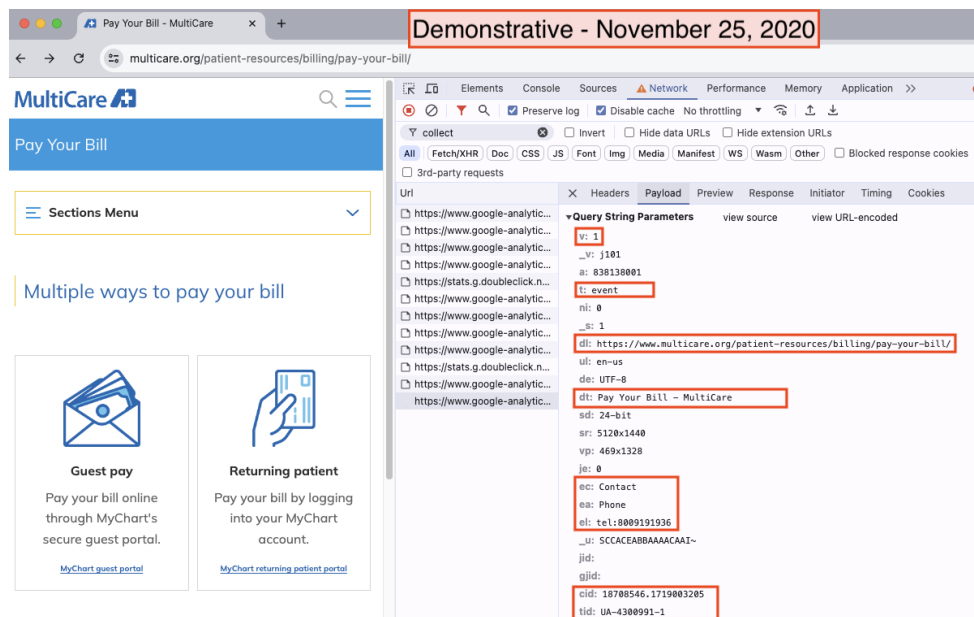 Pay Your Bill - MultiCare
Demonstrative - November 25, 2020
multicare.org/patient-resources/billing/pay-your-bill/
MultiCare
Pay Your Bill
Sections Menu
Multiple ways to pay your bill
Guest pay
Pay your bill online
through MyChart's
secure guest portal.
MyChart guest portal
Returning patient
Pay your bill by logging
into your MyChart
account.
MyChart returning patient portal
Elements Console Sources Network Performance Memory Application
Preserve log Disable cache No throttling
collect Invert Hide data URLs Hide extension URLs
All Fetch/XHR Doc CSS JS Font Img Media Manifest WS Wasm Other Blocked response cookies
3rd-party requests
Url
https://www.google-analytic...
https://www.google-analytic...
https://www.google-analytic...
https://www.google-analytic...
https://stats.g.doubleclick.n...
https://www.google-analytic...
https://www.google-analytic...
https://www.google-analytic...
https://www.google-analytic...
https://stats.g.doubleclick.n...
https://www.google-analytic...
https://www.google-analytic...
Headers Payload Preview Response Initiator Timing Cookies
Query String Parameters view source view URL-encoded
v: 1
_v: j101
a: 838138001
t: event
ni: 0
_s: 1
dl: https://www.multicare.org/patient-resources/billing/pay-your-bill/
ul: en-us
de: UTF-8
dt: Pay Your Bill – MultiCare
sd: 24-bit
sr: 5120x1440
vp: 469x1328
je: 0
ec: Contact
ea: Phone
el: tel:8009191936
_u: SCCACEABBAAAACAAI~
jid:
gjid:
cid: 18708546.1719003205
tid: UA-4300991-1